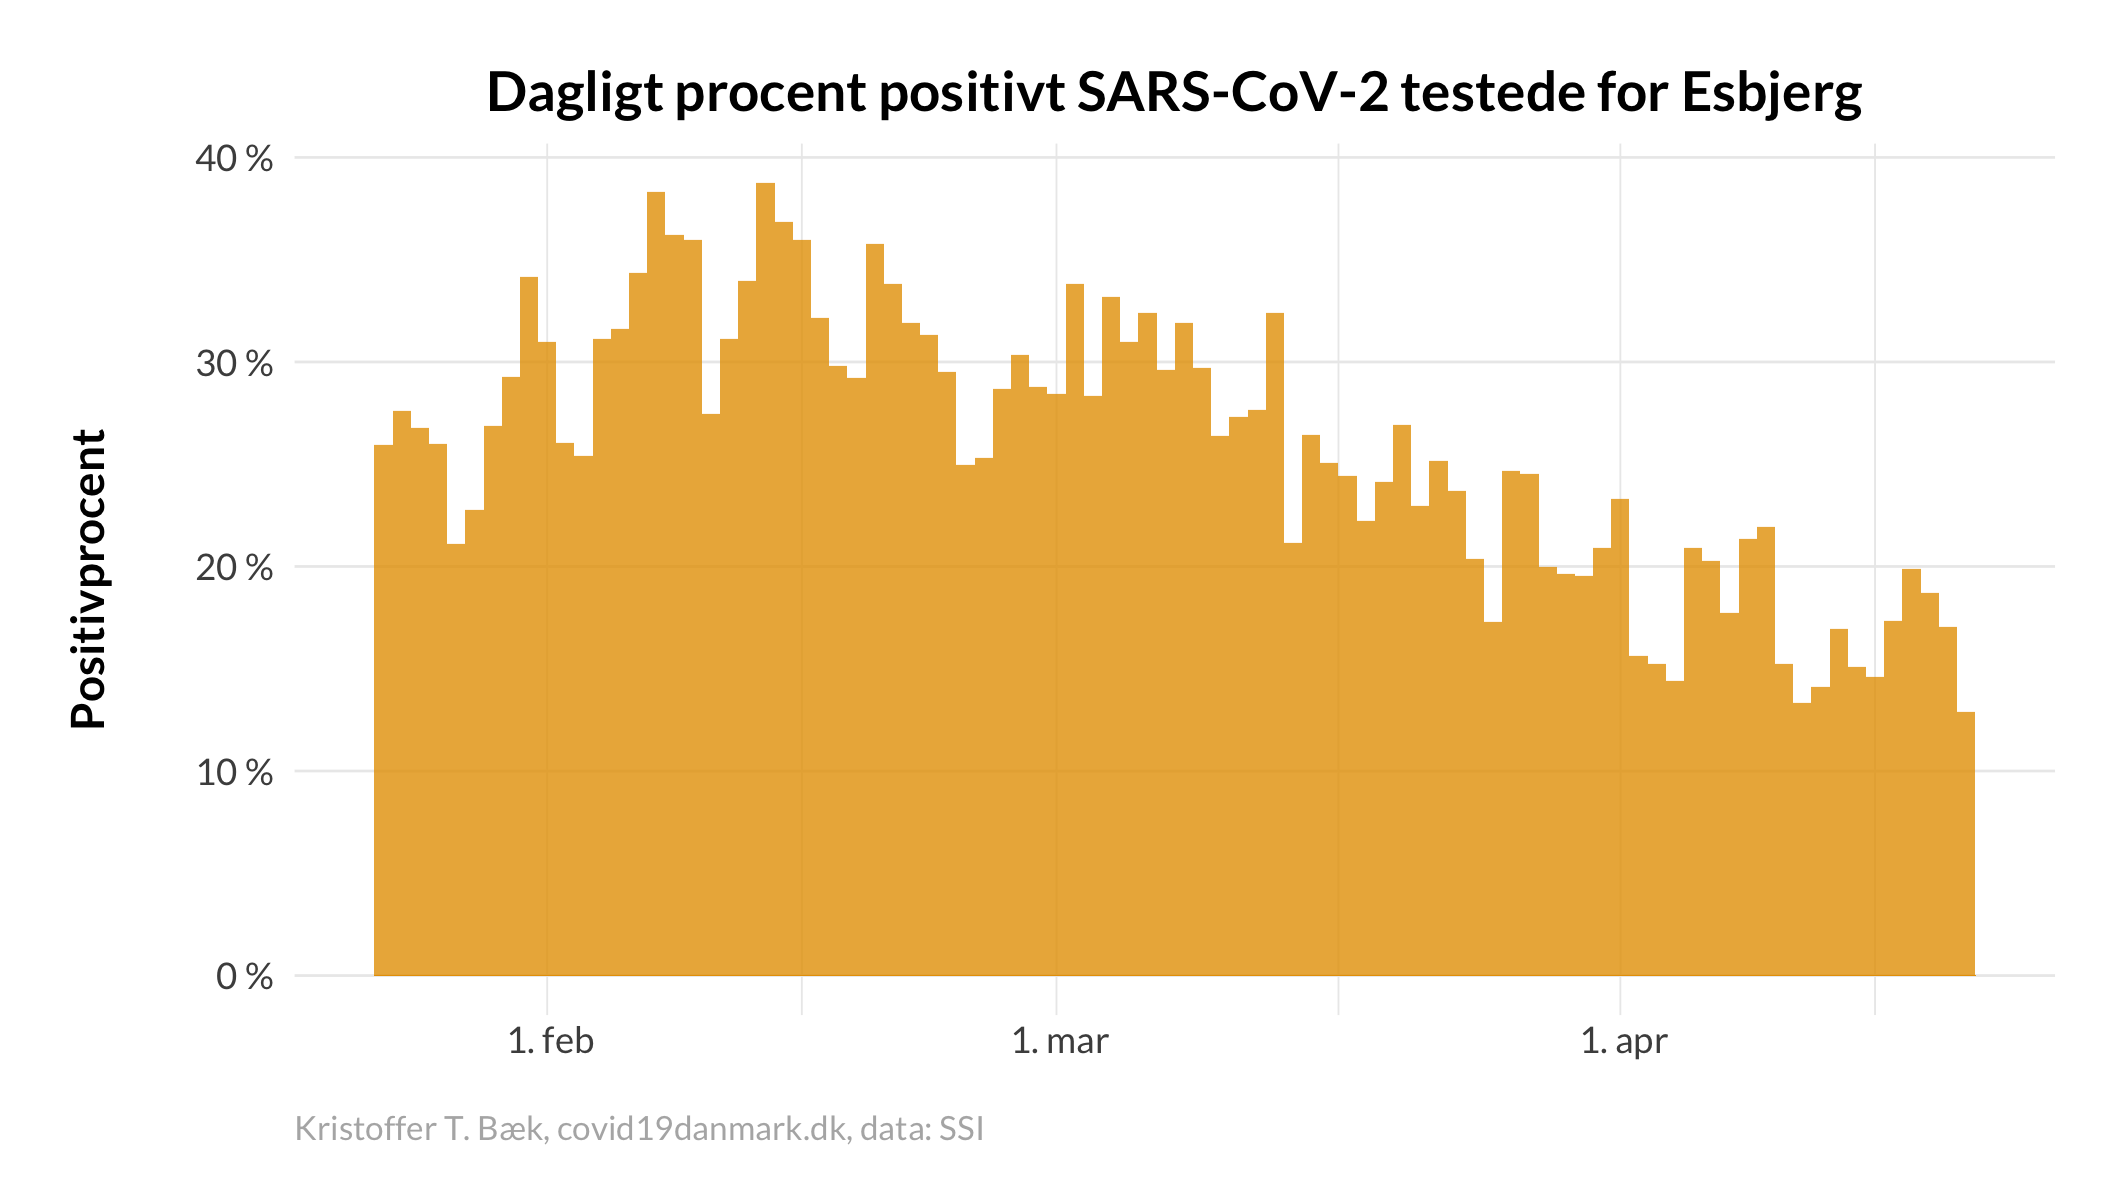 Dagligt procent positivt SARS-CoV-2 testede for Esbjerg
Positivprocent
40 %
30 %
20 %
10 %
0 %
1. feb
1. mar
1. apr
Kristoffer T. Bæk, covid19danmark.dk, data: SSI